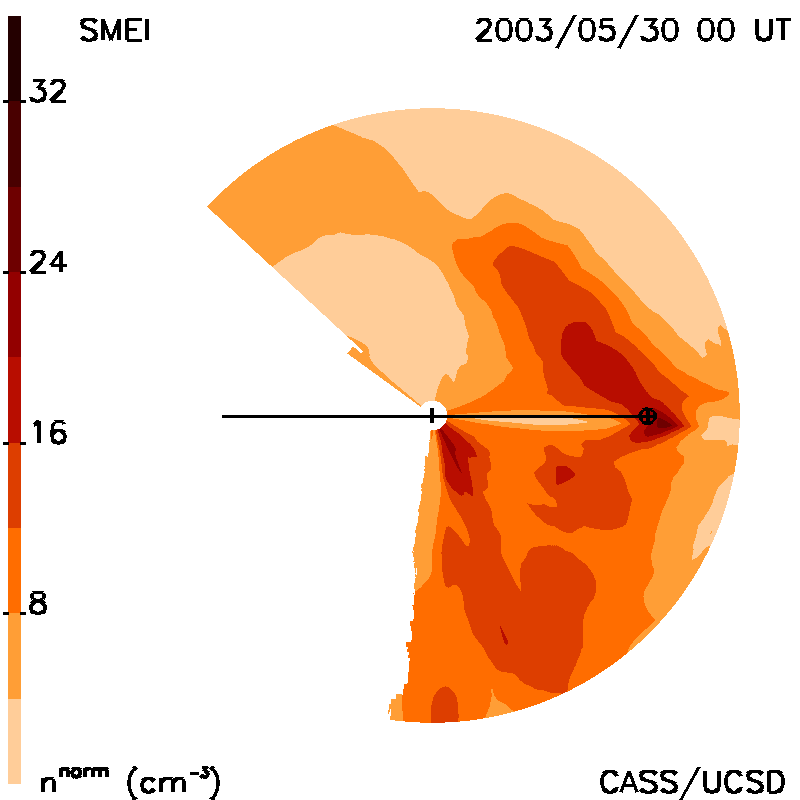 SMEI 2003/05/30 00 UT
32
24
16
8
n^norm (cm^-3) CASS/UCSD